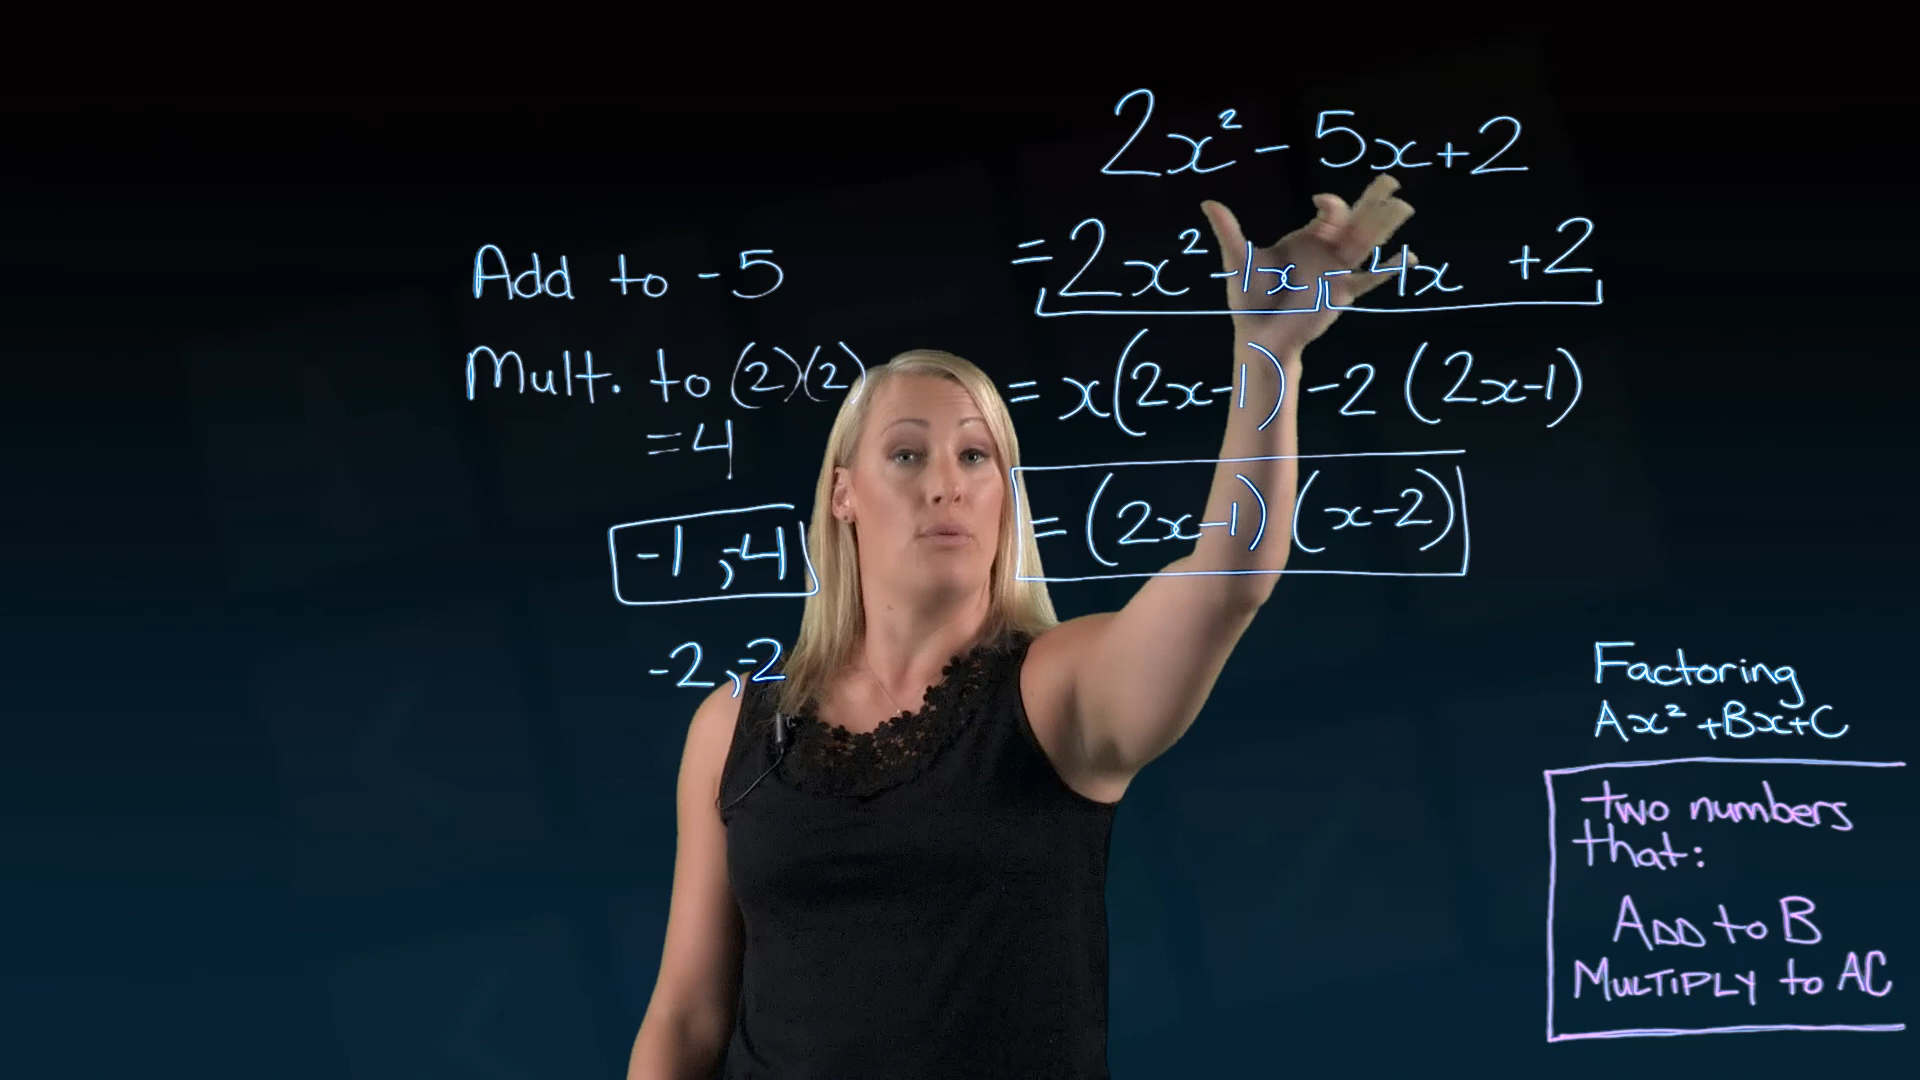 2x² - 5x + 2
= 2x² - 1x - 4x + 2
= x(2x-1) - 2(2x-1)
= (2x-1)(x-2)
Add to -5
Mult. to (2)(2)
= 4
-1, -4
-2, -2
Factoring
Ax² + Bx + C
two numbers
that:
ADD to B
MULTIPLY to AC